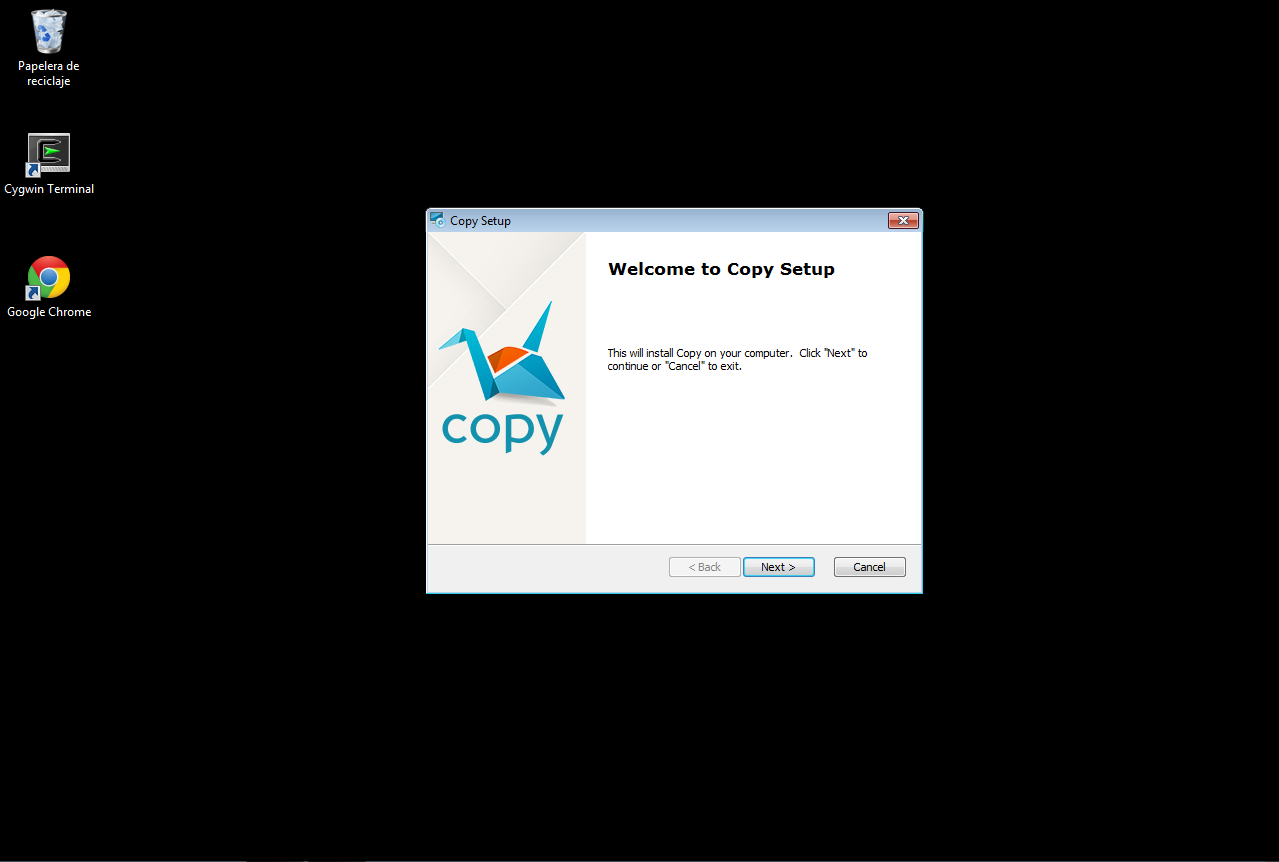 Papelera de
reciclaje
Cygwin Terminal
Google Chrome
Copy Setup
Welcome to Copy Setup
This will install Copy on your computer.  Click "Next" to
continue or "Cancel" to exit.
copy
< Back
Next >
Cancel